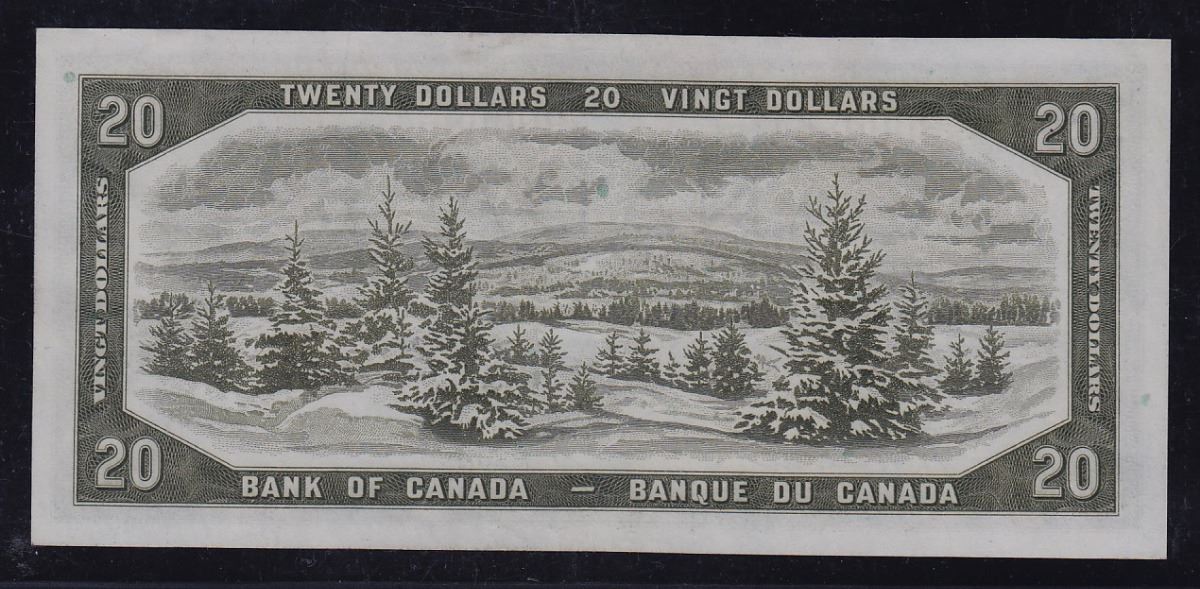 20 TWENTY DOLLARS 20 VINGT DOLLARS 20
VINGT DOLLARS
TWENTY DOLLARS
20 BANK OF CANADA – BANQUE DU CANADA 20